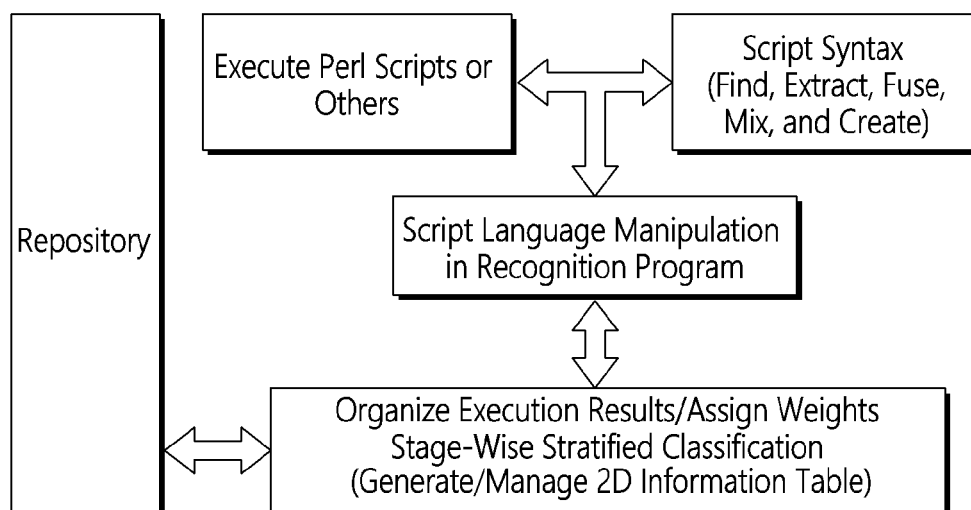 Execute Perl Scripts or
Others
Script Syntax
(Find, Extract, Fuse,
Mix, and Create)
Repository
Script Language Manipulation
in Recognition Program
Organize Execution Results/Assign Weights
Stage-Wise Stratified Classification
(Generate/Manage 2D Information Table)